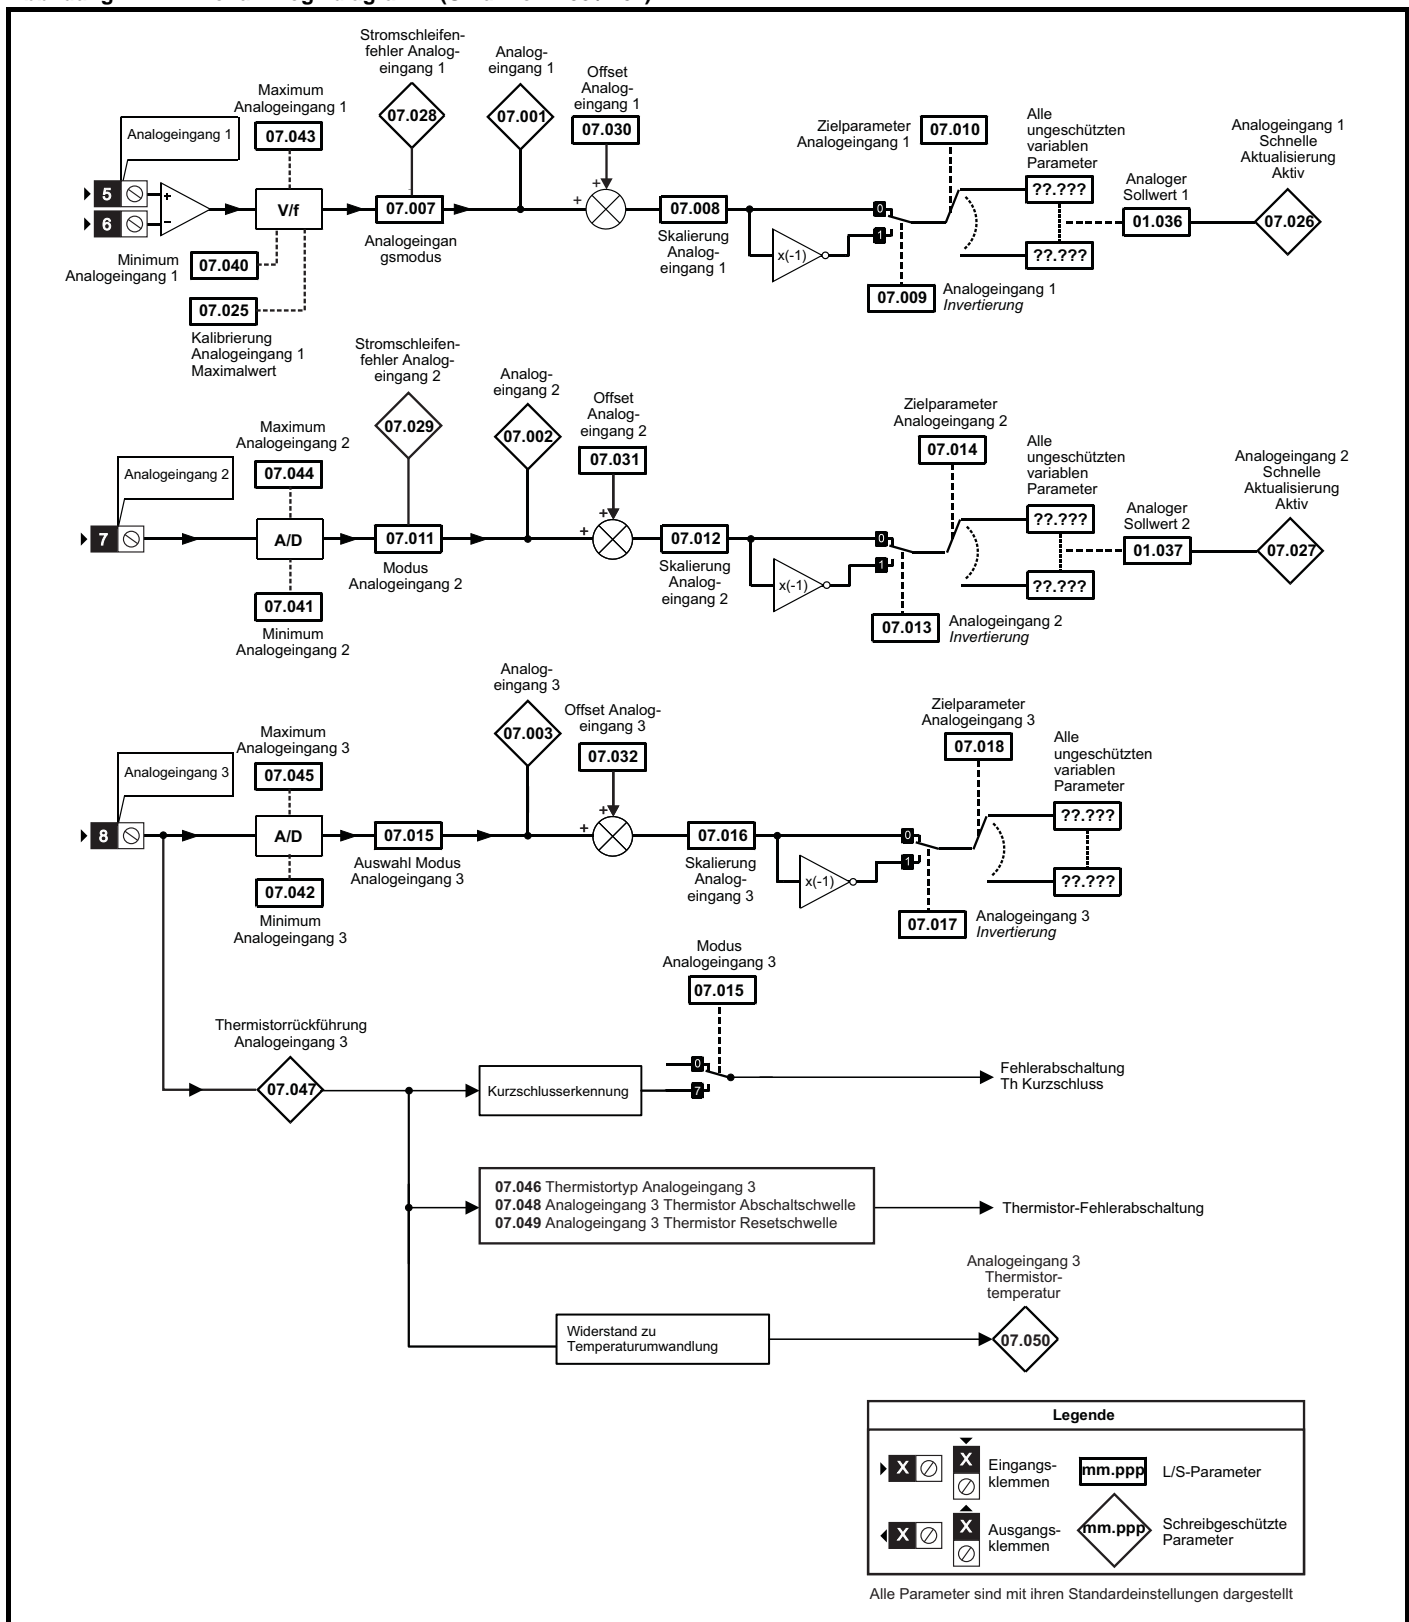 Stromschleifen-
fehler Analog-
eingang 1
Analog-
eingang 1
Offset
Analog-
eingang 1
Maximum
Analogeingang 1
07.028
07.001
07.030
Analogeingang 1
07.043
Zielparameter
Analogeingang 1
07.010
Alle
ungeschützten
variablen
Parameter
Analogeingang 1
Schnelle
Aktualisierung
Aktiv
5
6
+
–
V/f
07.007
Analogeingan
gsmodus
+
+
07.008
Skalierung
Analog-
eingang 1
x(-1)
0
1
??.???
??.???
Analoger
Sollwert 1
01.036
07.026
Minimum
Analogeingang 1
07.040
07.025
Kalibrierung
Analogeingang 1
Maximalwert
07.009
Analogeingang 1
Invertierung
Stromschleifen-
fehler Analog-
eingang 2
Analog-
eingang 2
Offset
Analog-
eingang 2
Maximum
Analogeingang 2
07.029
07.002
07.031
Analogeingang 2
07.044
Zielparameter
Analogeingang 2
07.014
Alle
ungeschützten
variablen
Parameter
Analogeingang 2
Schnelle
Aktualisierung
Aktiv
7
A/D
07.011
Modus
Analogeingang 2
+
+
07.012
Skalierung
Analog-
eingang 2
x(-1)
0
1
??.???
??.???
Analoger
Sollwert 2
01.037
07.027
07.041
Minimum
Analogeingang 2
07.013
Analogeingang 2
Invertierung
Analog-
eingang 3
Offset Analog-
eingang 3
Maximum
Analogeingang 3
07.003
07.032
Analogeingang 3
07.045
Zielparameter
Analogeingang 3
07.018
Alle
ungeschützten
variablen
Parameter
8
A/D
07.015
Auswahl Modus
Analogeingang 3
+
+
07.016
Skalierung
Analog-
eingang 3
x(-1)
0
1
??.???
??.???
07.042
Minimum
Analogeingang 3
07.017
Analogeingang 3
Invertierung
Modus
Analogeingang 3
07.015
Thermistorrückführung
Analogeingang 3
07.047
Kurzschlusserkennung
0
7
Fehlerabschaltung
Th Kurzschluss
07.046 Thermistortyp Analogeingang 3
07.048 Analogeingang 3 Thermistor Abschaltschwelle
07.049 Analogeingang 3 Thermistor Resetschwelle
Thermistor-Fehlerabschaltung
Analogeingang 3
Thermistor-
temperatur
Widerstand zu
Temperaturumwandlung
07.050
Legende
X
X
Eingangs-
klemmen
mm.ppp
L/S-Parameter
X
X
Ausgangs-
klemmen
mm.ppp
Schreibgeschützte
Parameter
Alle Parameter sind mit ihren Standardeinstellungen dargestellt